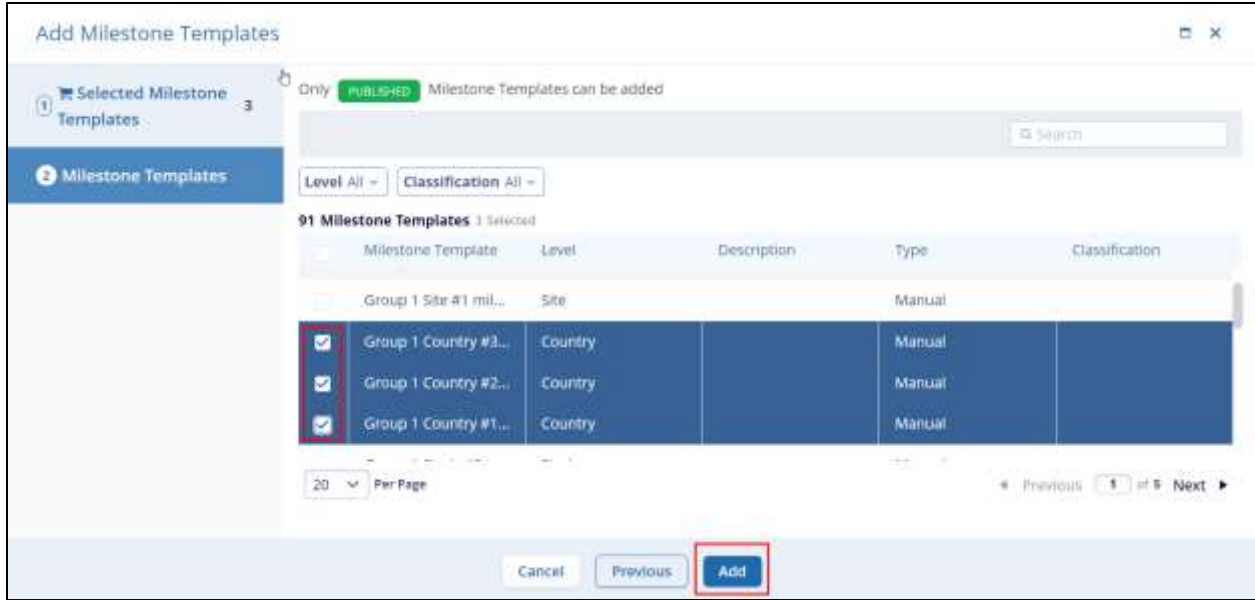 Add Milestone Templates
1 Selected Milestone Templates 3
2 Milestone Templates
Only PUBLISHED Milestone Templates can be added
Search
Level All Classification All
91 Milestone Templates 3 Selected
Milestone Template Level Description Type Classification
Group 1 Site #1 mil... Site Manual
Group 1 Country #3... Country Manual
Group 1 Country #2... Country Manual
Group 1 Country #1... Country Manual
20 Per Page Previous 1 of 5 Next
Cancel Previous Add